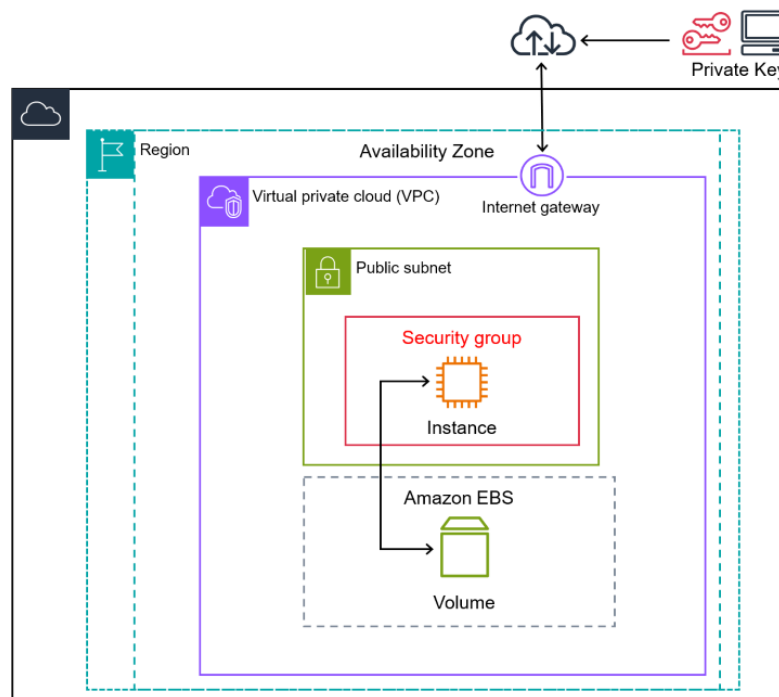 Private Key
Region
Availability Zone
Virtual private cloud (VPC)
Internet gateway
Public subnet
Security group
Instance
Amazon EBS
Volume